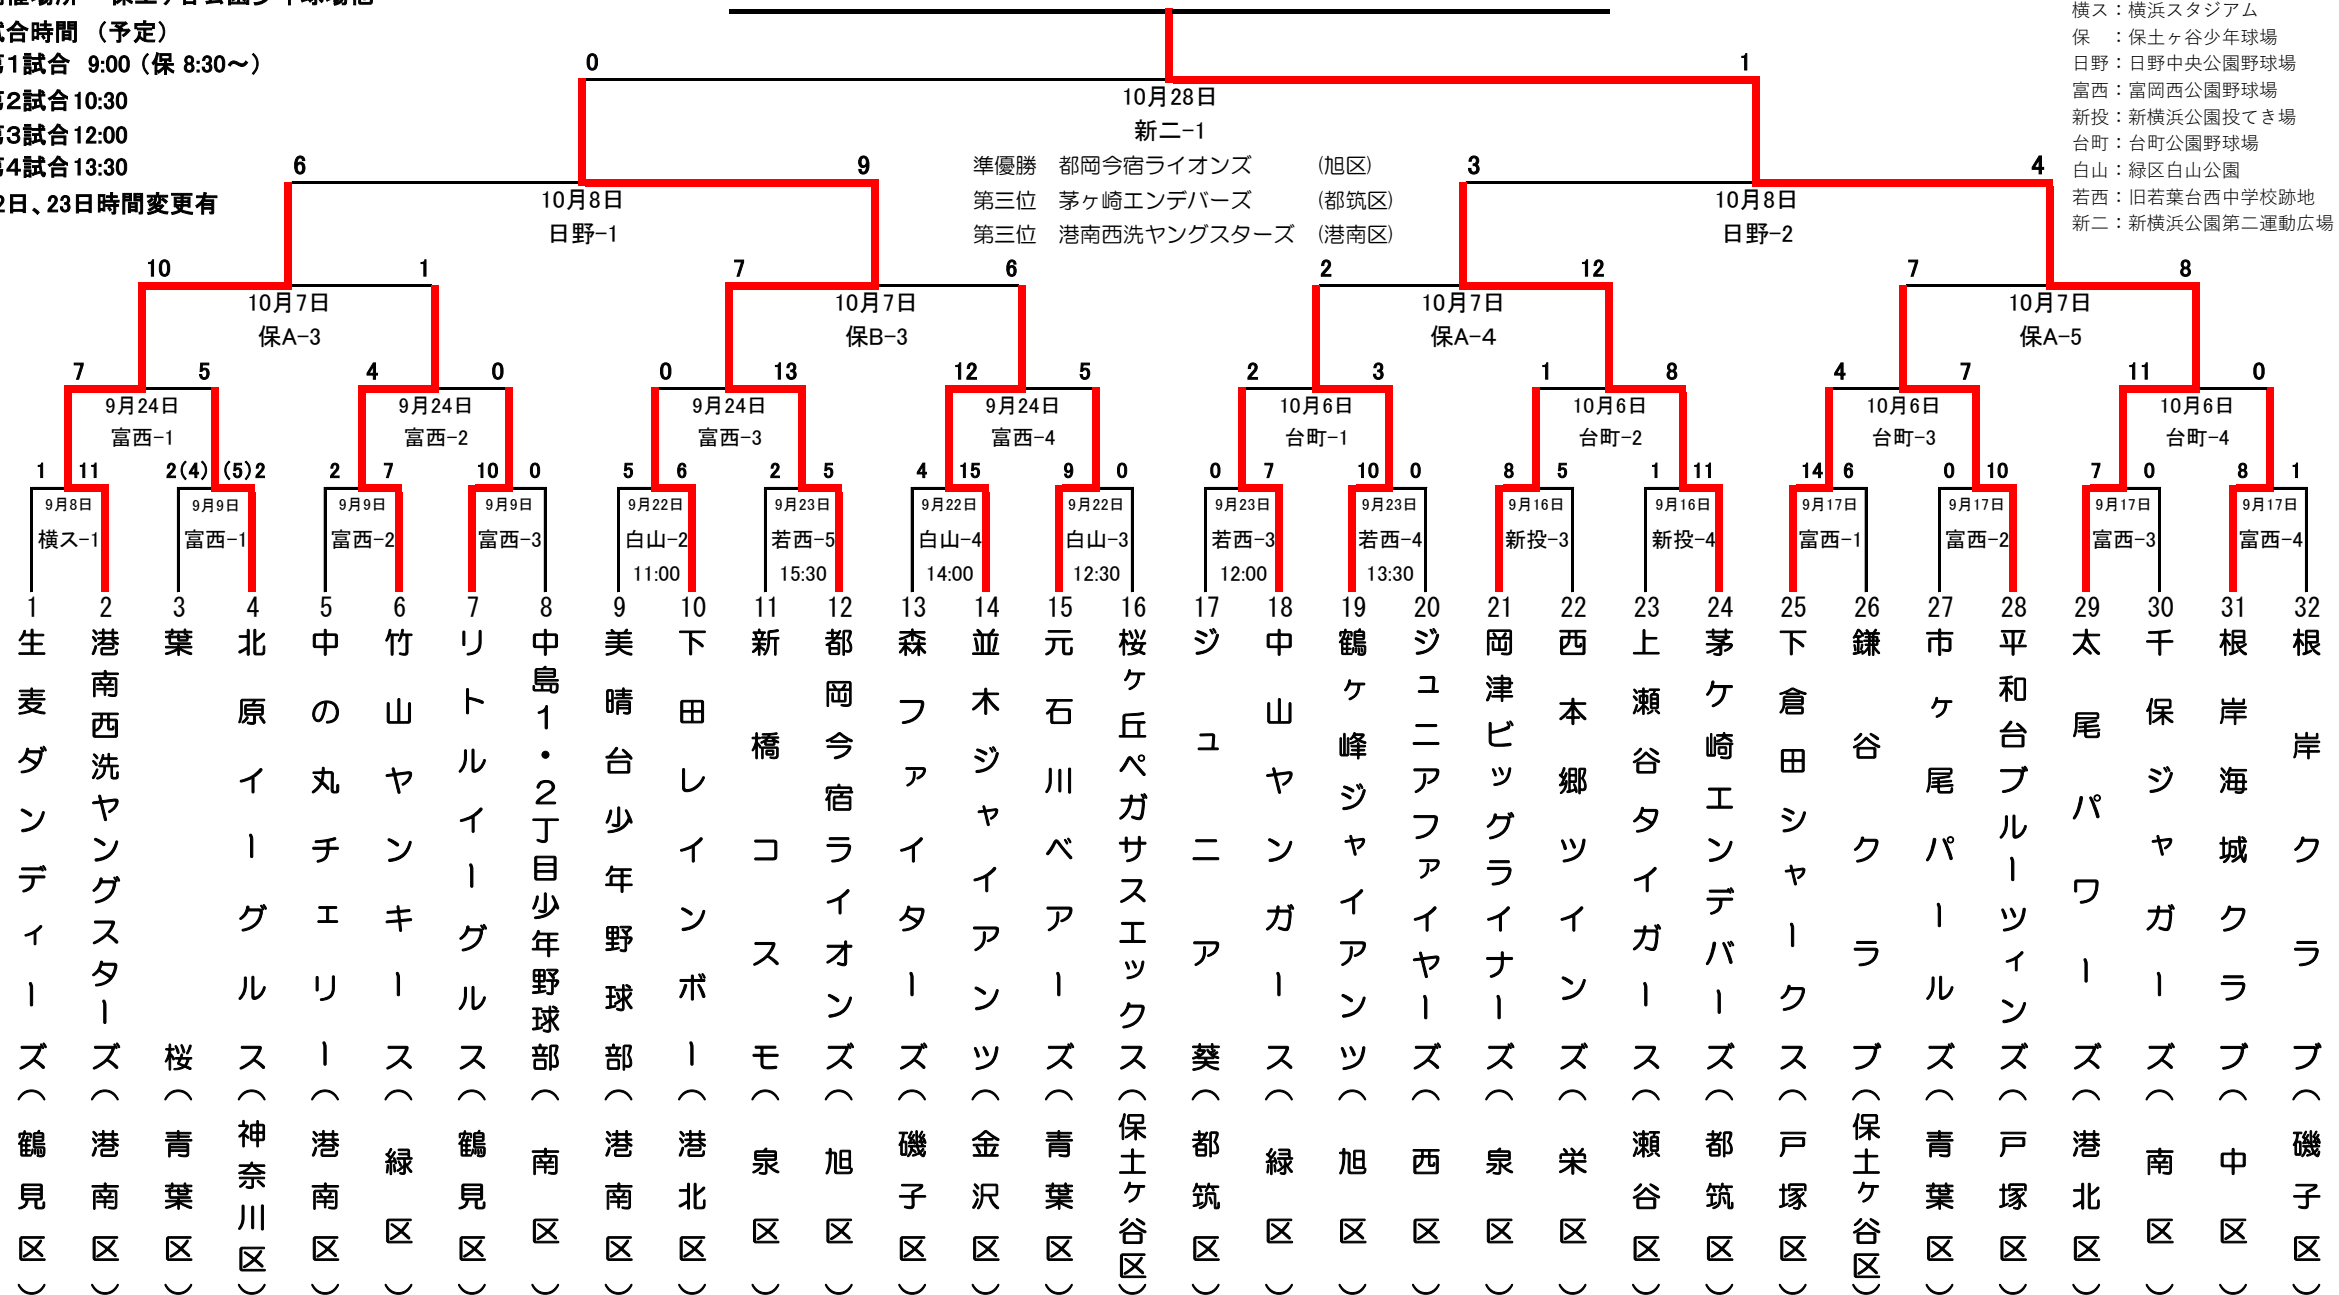 試合時間 (予定)
第1試合 9:00 (保 8:30～)
第2試合10:30
第3試合12:00
第4試合13:30
2日、23日時間変更有
横ス：横浜スタジアム
保　：保土ヶ谷少年球場
日野：日野中央公園野球場
富西：富岡西公園野球場
新投：新横浜公園投てき場
台町：台町公園野球場
白山：緑区白山公園
若西：旧若葉台西中学校跡地
新二：新横浜公園第二運動広場
0 1
10月28日
新二-1
準優勝 都岡今宿ライオンズ (旭区)
第三位 茅ヶ崎エンデバーズ (都筑区)
第三位 港南西洗ヤングスターズ (港南区)
6 9 3 4
10月8日 10月8日
日野-1 日野-2
10 1 7 6 2 12 7 8
10月7日 10月7日 10月7日 10月7日
保A-3 保B-3 保A-4 保A-5
7 5 4 0 0 13 12 5 2 3 1 8 4 7 11 0
9月24日 9月24日 9月24日 9月24日 10月6日 10月6日 10月6日 10月6日
富西-1 富西-2 富西-3 富西-4 台町-1 台町-2 台町-3 台町-4
1 11 2(4) (5)2 2 7 10 0 5 6 2 5 4 15 9 0 0 7 10 0 8 5 1 11 14 6 0 10 7 0 8 1
9月8日 9月9日 9月9日 9月9日 9月22日 9月23日 9月22日 9月22日 9月23日 9月23日 9月16日 9月16日 9月17日 9月17日 9月17日 9月17日
横ス-1 富西-1 富西-2 富西-3 白山-2 若西-5 白山-4 白山-3 若西-3 若西-4 新投-3 新投-4 富西-1 富西-2 富西-3 富西-4
11:00 15:30 14:00 12:30 12:00 13:30
1 生麦ダンディーズ(鶴見区)
2 港南西洗ヤングスターズ(港南区)
3 葉桜(青葉区)
4 北原イーグルス(神奈川区)
5 中の丸チェリー(港南区)
6 竹山ヤンキース(緑区)
7 リトルイーグルス(鶴見区)
8 中島1・2丁目少年野球部(南区)
9 美晴台少年野球部(港南区)
10 下田レインボー(港北区)
11 新橋コスモ(泉区)
12 都岡今宿ライオンズ(旭区)
13 森ファイターズ(磯子区)
14 並木ジャイアンツ(金沢区)
15 元石川ベアーズ(青葉区)
16 桜ヶ丘ペガサスエックス(保土ケ谷区)
17 ジュニア葵(都筑区)
18 中山ヤンガース(緑区)
19 鶴ヶ峰ジャイアンツ(旭区)
20 ジュニアファイヤーズ(西区)
21 岡津ビッグライナーズ(泉区)
22 西本郷ツインズ(栄区)
23 上瀬谷タイガース(瀬谷区)
24 茅ケ崎エンデバーズ(都筑区)
25 下倉田シャークス(戸塚区)
26 鎌谷クラブ(保土ケ谷区)
27 市ヶ尾パールズ(青葉区)
28 平和台ブルーツィンズ(戸塚区)
29 太尾パワーズ(港北区)
30 千保ジャガーズ(南区)
31 根岸海城クラブ(中区)
32 根岸クラブ(磯子区)